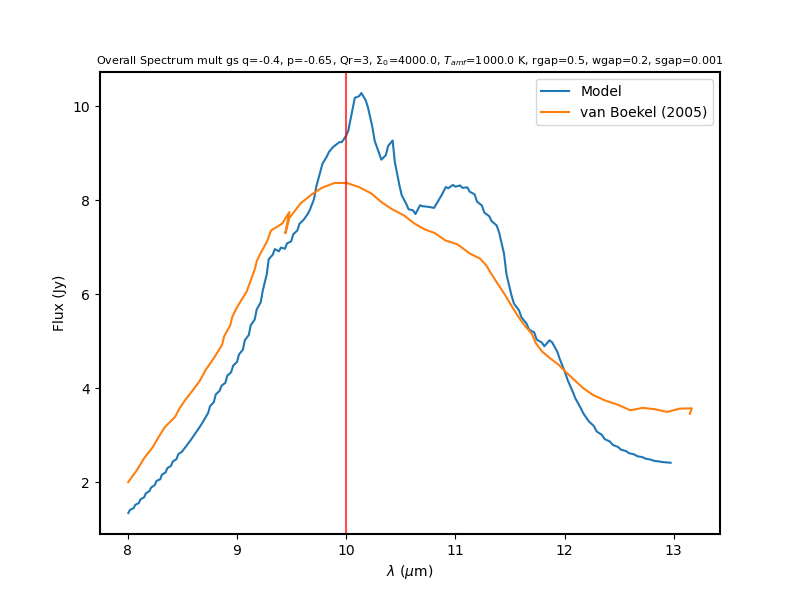 Overall Spectrum mult gs q=-0.4, p=-0.65, Qr=3, Σ₀=4000.0, Tₐₘf=1000.0 K, rgap=0.5, wgap=0.2, sgap=0.001
Model
van Boekel (2005)
10
8
6
4
2
Flux (Jy)
8 9 10 11 12 13
λ (μm)